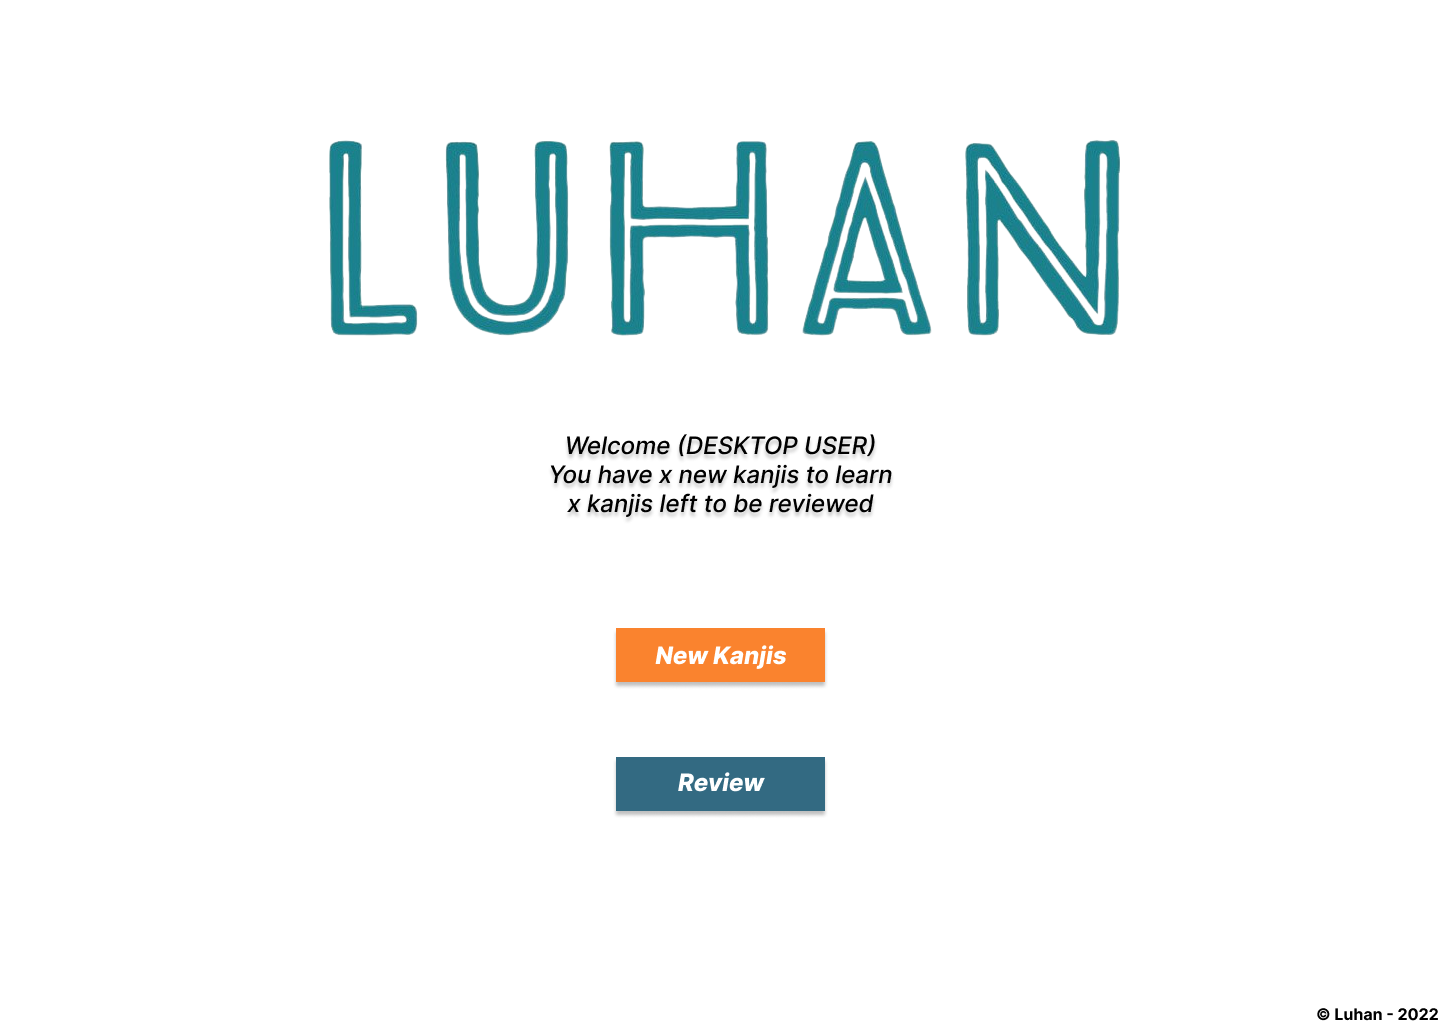 LUHAN
Welcome (DESKTOP USER)
You have x new kanjis to learn
x kanjis left to be reviewed
New Kanjis
Review
© Luhan - 2022